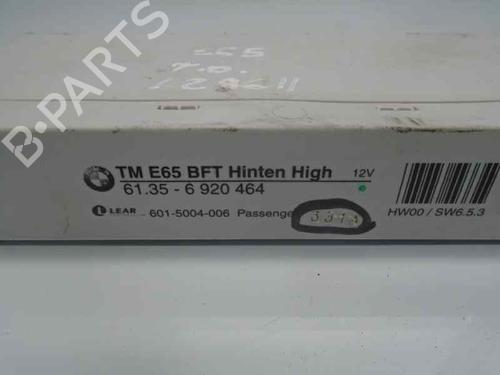 B-PARTS
TM E65 BFT Hinten High 12V
61.35 - 6 920 464
LEAR 601-5004-006 Passenge HW00 / SW6.5.3